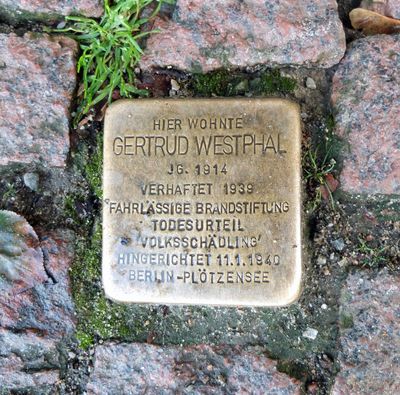 HIER WOHNTE
GERTRUD WESTPHAL
JG. 1914
VERHAFTET 1939
FAHRLÄSSIGE BRANDSTIFTUNG
TODESURTEIL
'VOLKSSCHÄDLING'
HINGERICHTET 11.1.1940
BERLIN-PLÖTZENSEE